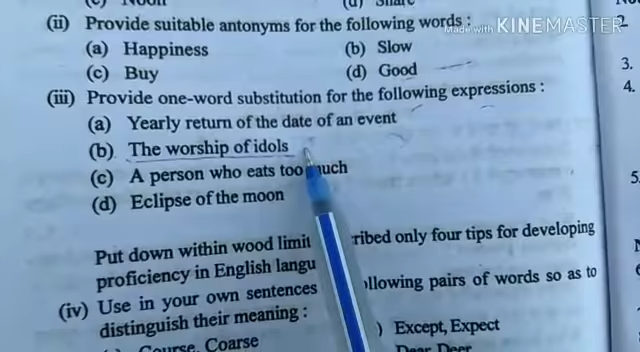 (c) Noon (d) Share
(ii) Provide suitable antonyms for the following words :
Made with KINEMASTER
(a) Happiness (b) Slow
(c) Buy (d) Good
(iii) Provide one-word substitution for the following expressions :
(a) Yearly return of the date of an event
(b) The worship of idols
(c) A person who eats too much
(d) Eclipse of the moon
Put down within wood limit ribed only four tips for developing
proficiency in English langu
(iv) Use in your own sentences ollowing pairs of words so as to
distinguish their meaning :
Course, Coarse ) Except, Expect
Dear Deer
2
3.
4.
5